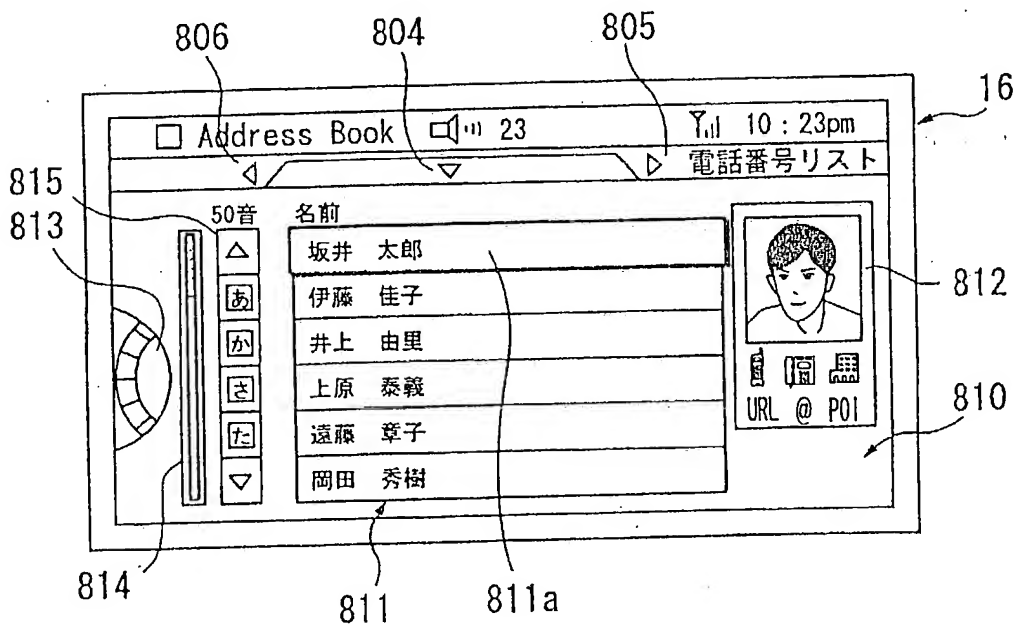 806 804 805
16
□ Address Book 23 10:23pm
◁ ▽ ▷ 電話番号リスト
815
813
50音 名前
△ 坂井 太郎
あ 伊藤 佳子
か 井上 由里
さ 上原 泰義
た 遠藤 章子
▽ 岡田 秀樹
812
URL @ POI
810
814
811
811a